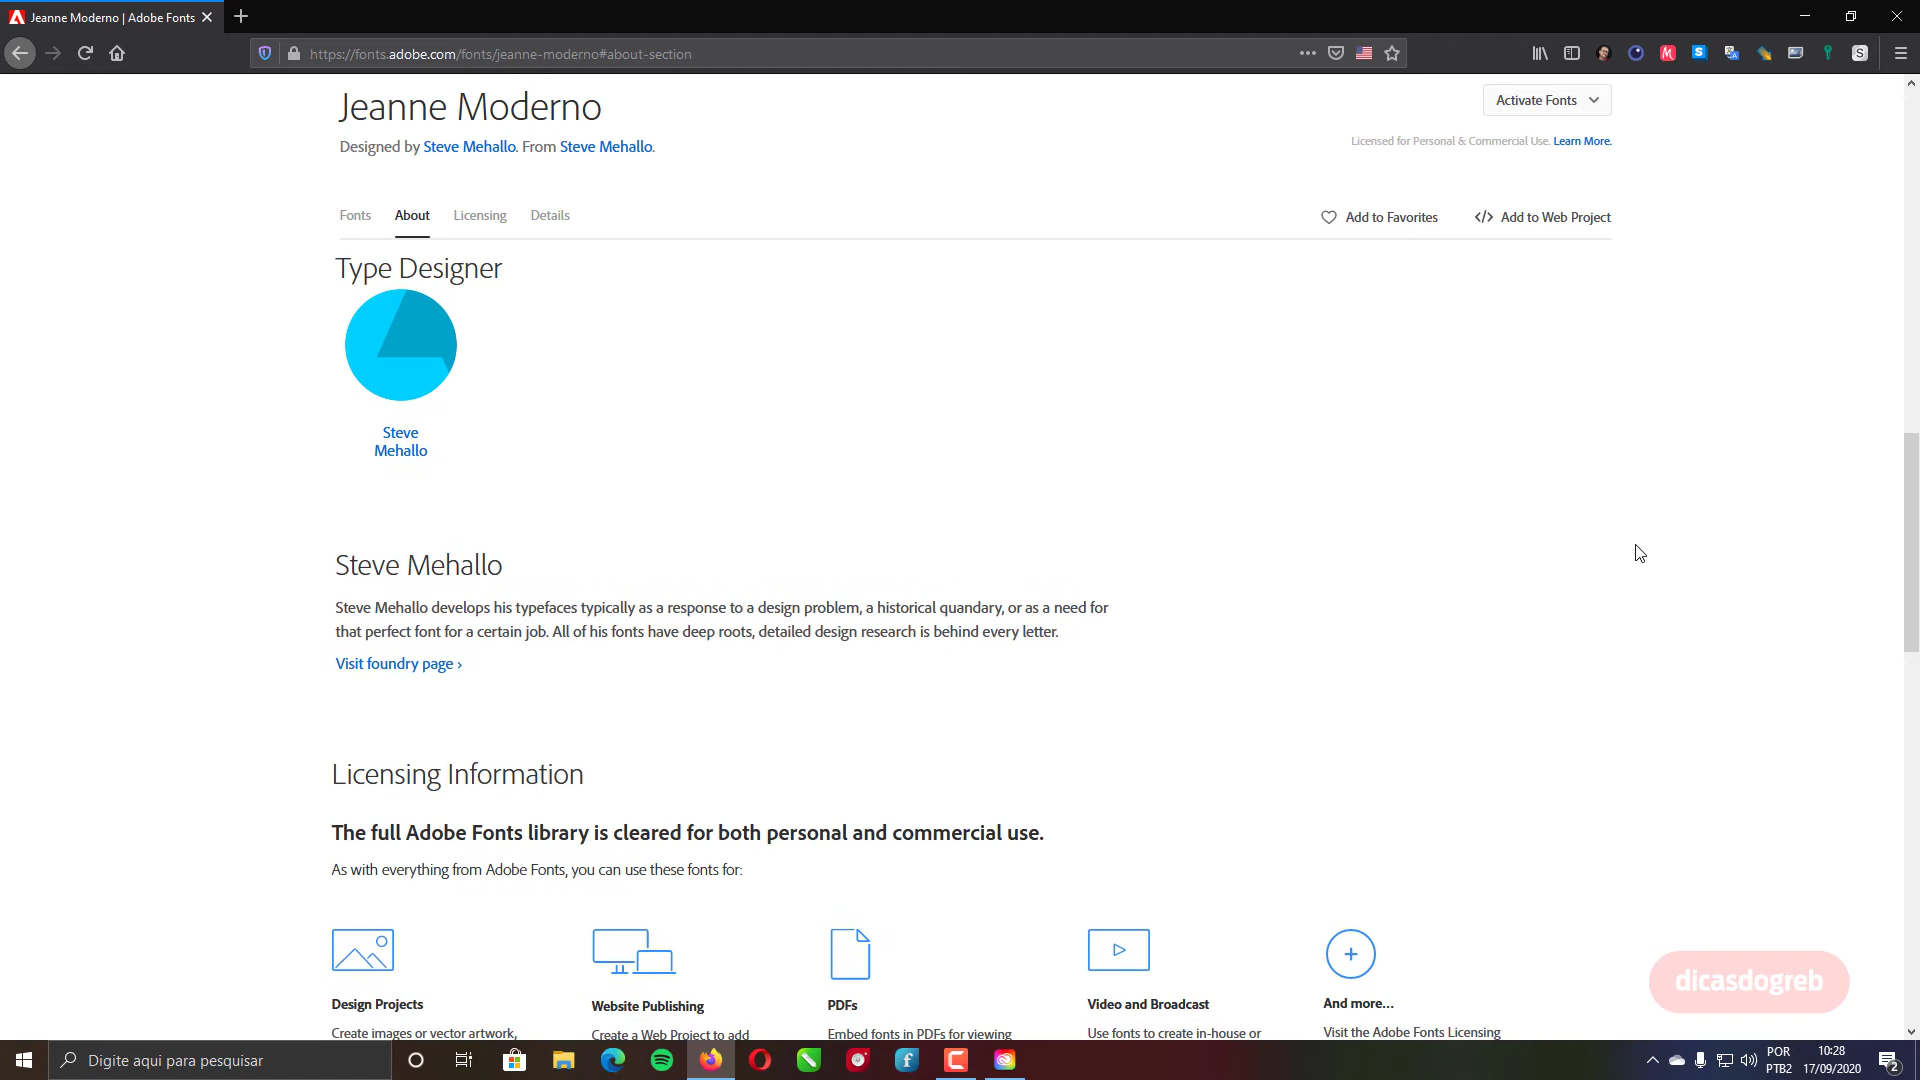 Jeanne Moderno | Adobe Fonts
https://fonts.adobe.com/fonts/jeanne-moderno#about-section
Jeanne Moderno
Activate Fonts
Designed by Steve Mehallo. From Steve Mehallo.
Licensed for Personal & Commercial Use. Learn More.
Fonts About Licensing Details
Add to Favorites </> Add to Web Project
Type Designer
Steve
Mehallo
Steve Mehallo
Steve Mehallo develops his typefaces typically as a response to a design problem, a historical quandary, or as a need for
that perfect font for a certain job. All of his fonts have deep roots, detailed design research is behind every letter.
Visit foundry page ›
Licensing Information
The full Adobe Fonts library is cleared for both personal and commercial use.
As with everything from Adobe Fonts, you can use these fonts for:
dicasdogreb
Design Projects
Website Publishing
PDFs
Video and Broadcast
And more...
Create images or vector artwork,
Create a Web Project to add
Embed fonts in PDFs for viewing
Use fonts to create in-house or
Visit the Adobe Fonts Licensing
Digite aqui para pesquisar
POR
PTB2
10:28
17/09/2020
2